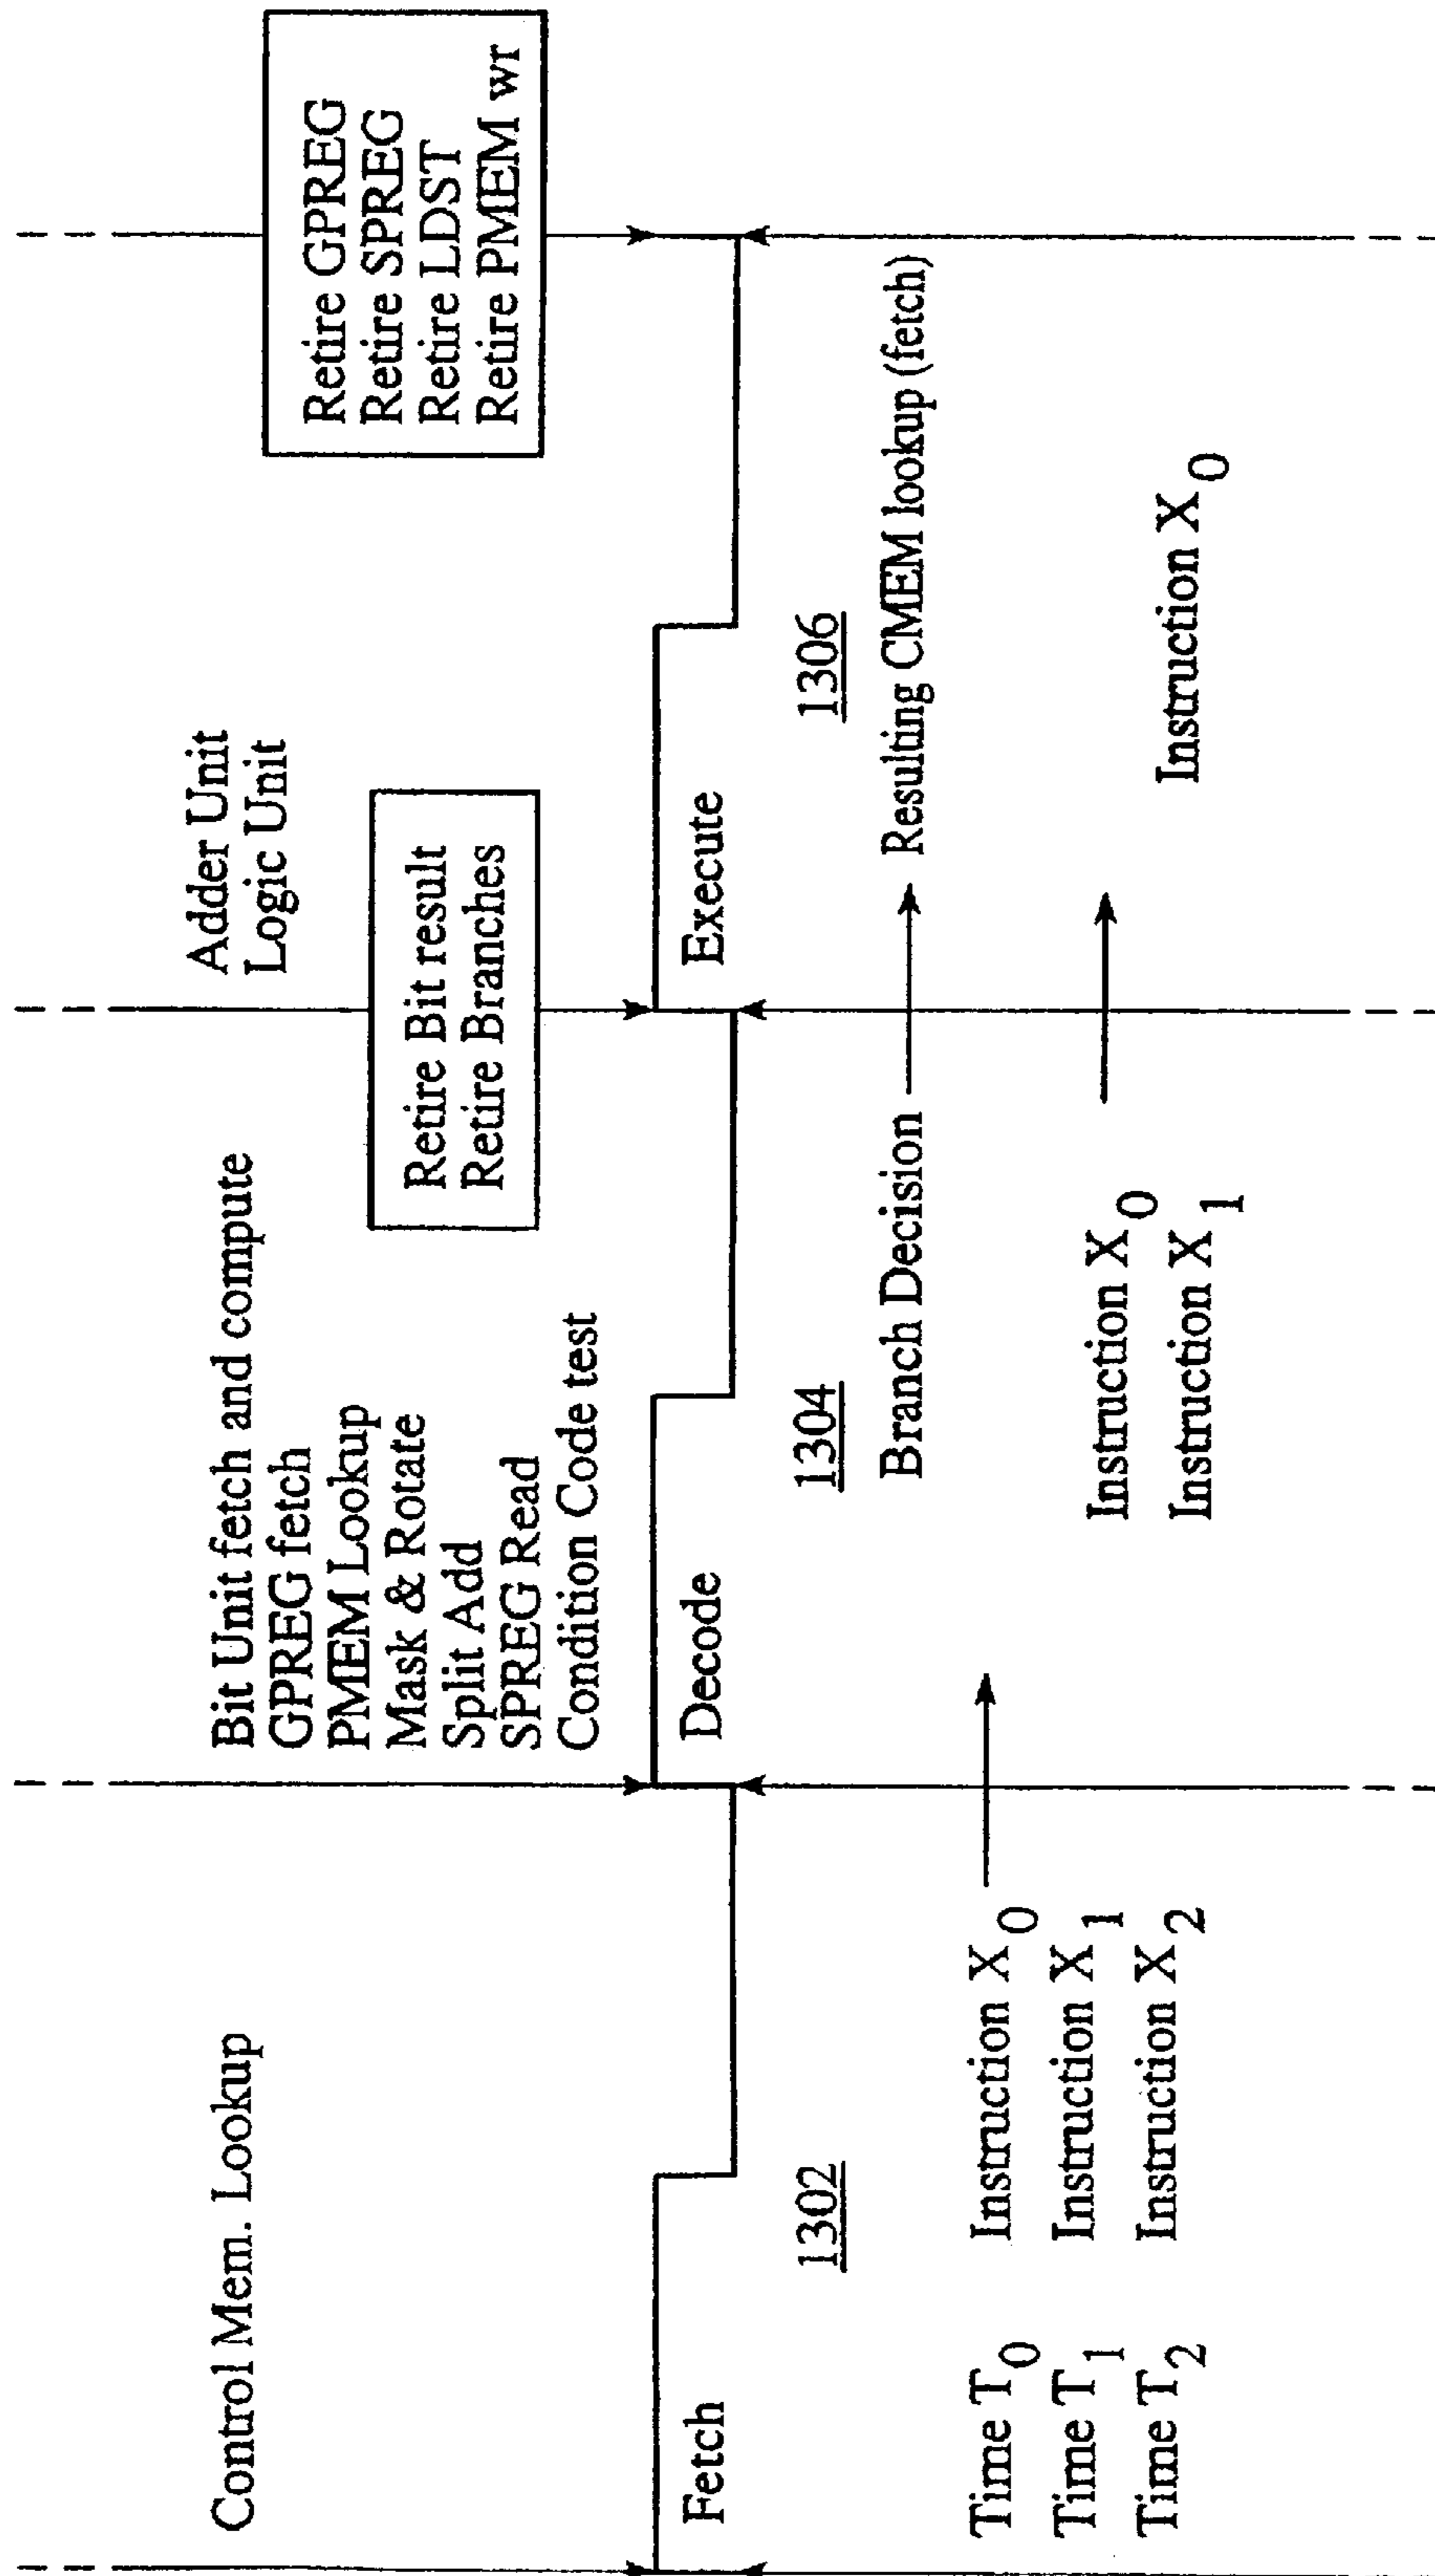 Control Mem. Lookup
Bit Unit fetch and compute
GPREG fetch
PMEM Lookup
Mask & Rotate
Split Add
SPREG Read
Condition Code test
Adder Unit
Logic Unit
Retire Bit result
Retire Branches
Retire GPREG
Retire SPREG
Retire LDST
Retire PMEM wr
Fetch
Decode
Execute
1302
1304
1306
Branch Decision
Resulting CMEM lookup (fetch)
Time T0 Instruction X0
Time T1 Instruction X1 Instruction X0
Time T2 Instruction X2 Instruction X1 Instruction X0